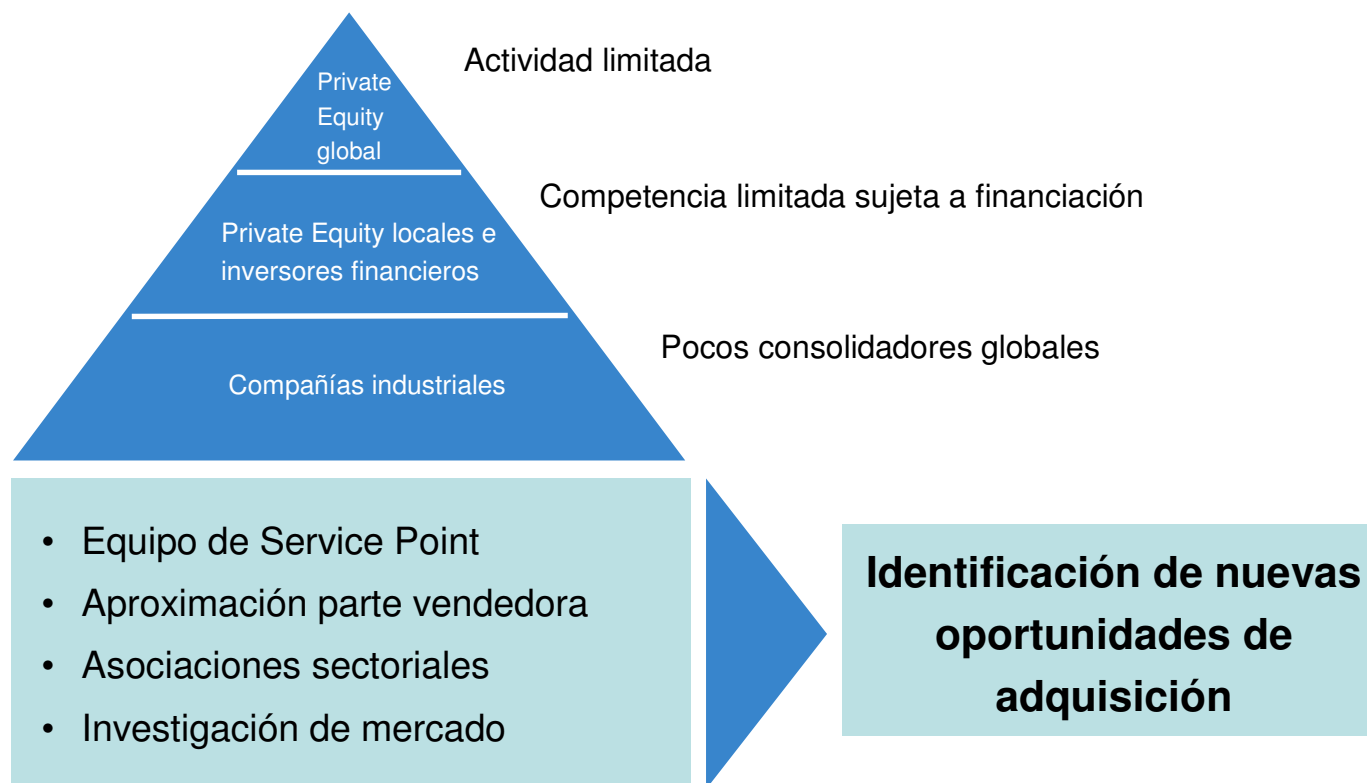 Actividad limitada
Private
Equity
global
Competencia limitada sujeta a financiación
Private Equity locales e
inversores financieros
Pocos consolidadores globales
Compañías industriales
• Equipo de Service Point
• Aproximación parte vendedora
• Asociaciones sectoriales
• Investigación de mercado
Identificación de nuevas
oportunidades de
adquisición